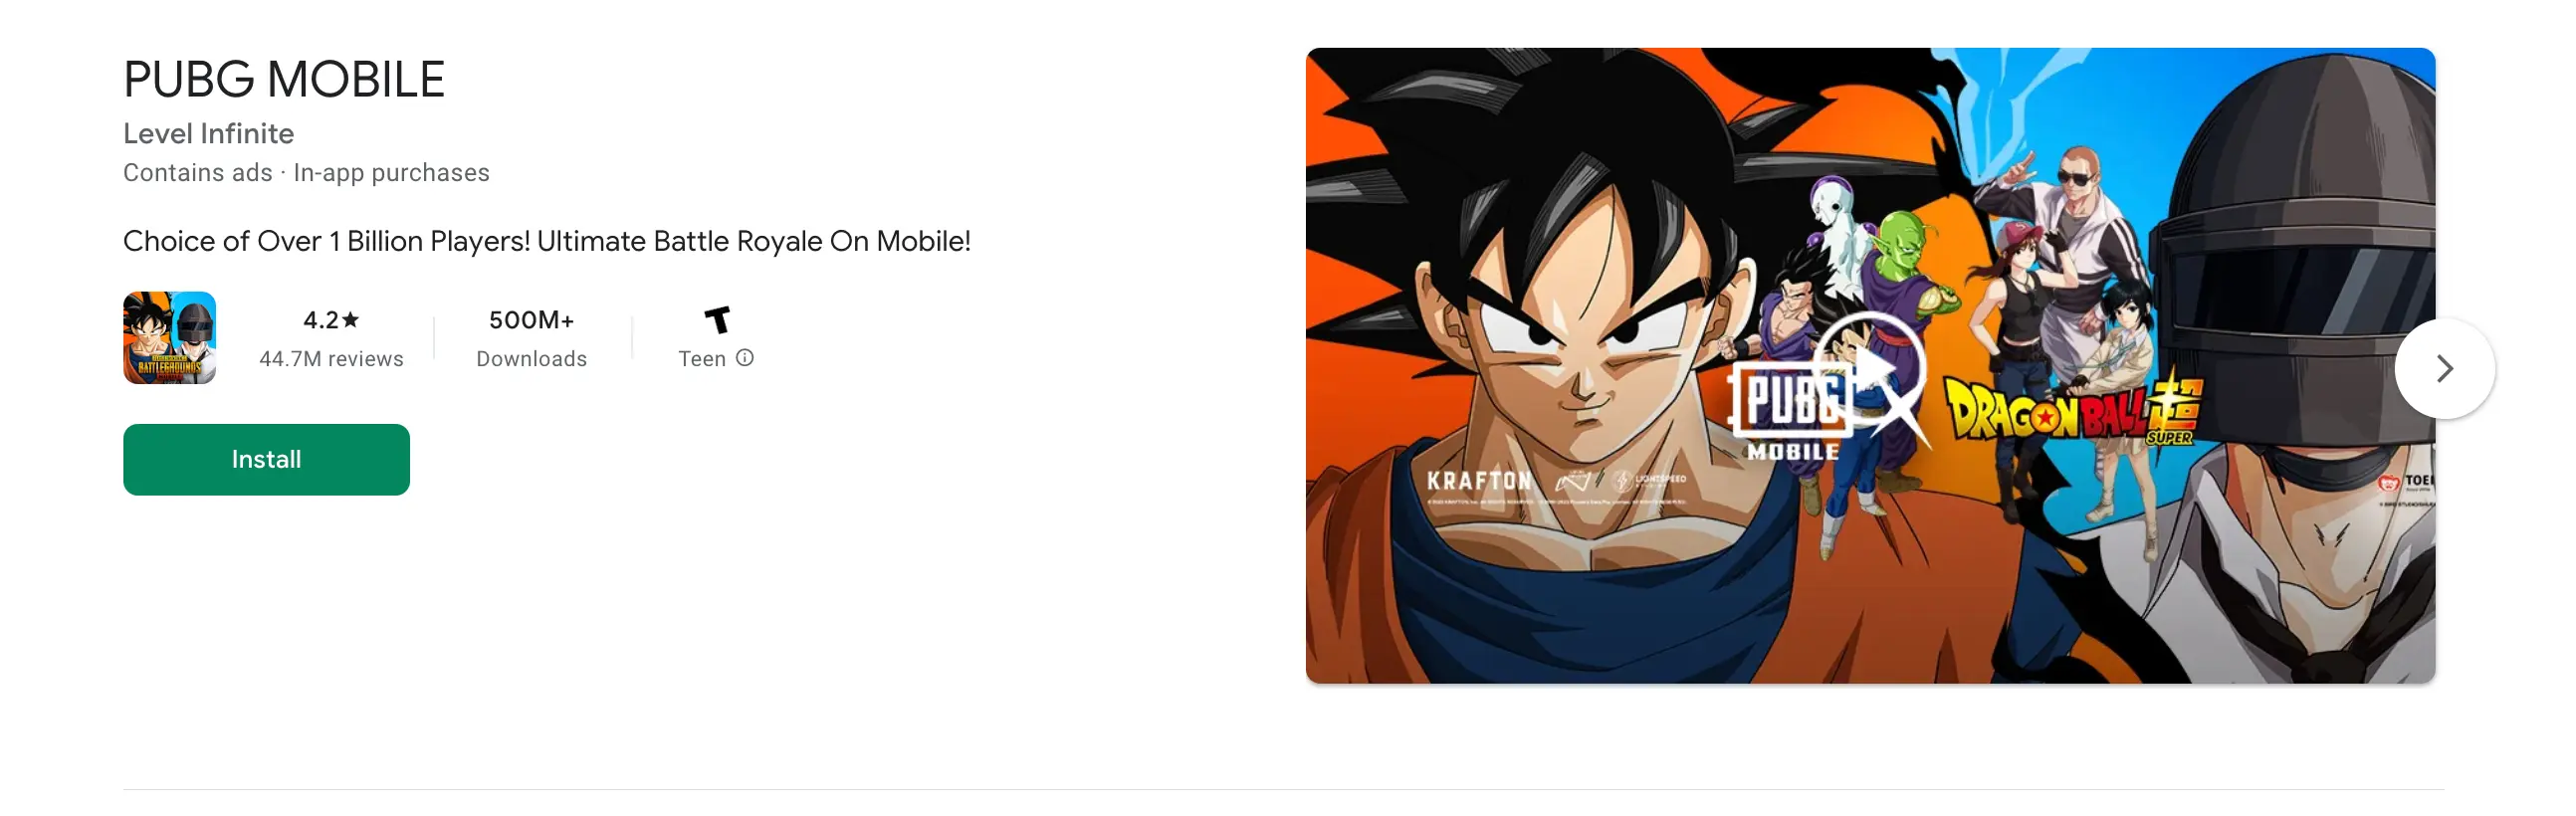 PUBG MOBILE
Level Infinite
Contains ads · In-app purchases
Choice of Over 1 Billion Players! Ultimate Battle Royale On Mobile!
BATTLEGROUNDS
4.2★
44.7M reviews
500M+
Downloads
T
Teen
Install
PUBG
MOBILE
X
DRAGON BALL 超
SUPER
KRAFTON
LIGHTSPEED